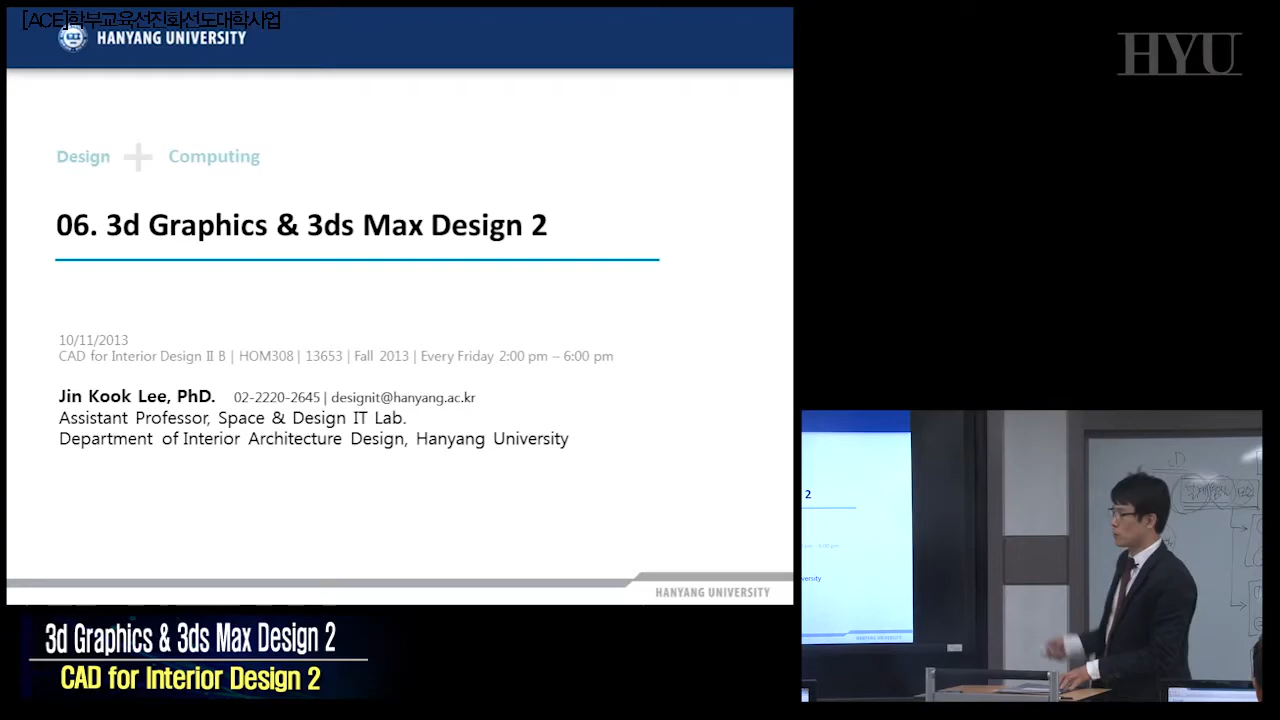 [ACE]학부교육선진화선도대학사업
HANYANG UNIVERSITY
HYU
Design + Computing
06. 3d Graphics & 3ds Max Design 2
10/11/2013
CAD for Interior Design II B | HOM308 | 13653 | Fall 2013 | Every Friday 2:00 pm – 6:00 pm
Jin Kook Lee, PhD. 02-2220-2645 | designit@hanyang.ac.kr
Assistant Professor, Space & Design IT Lab.
Department of Interior Architecture Design, Hanyang University
HANYANG UNIVERSITY
3d Graphics & 3ds Max Design 2
CAD for Interior Design 2
2
HANYANG UNIVERSITY